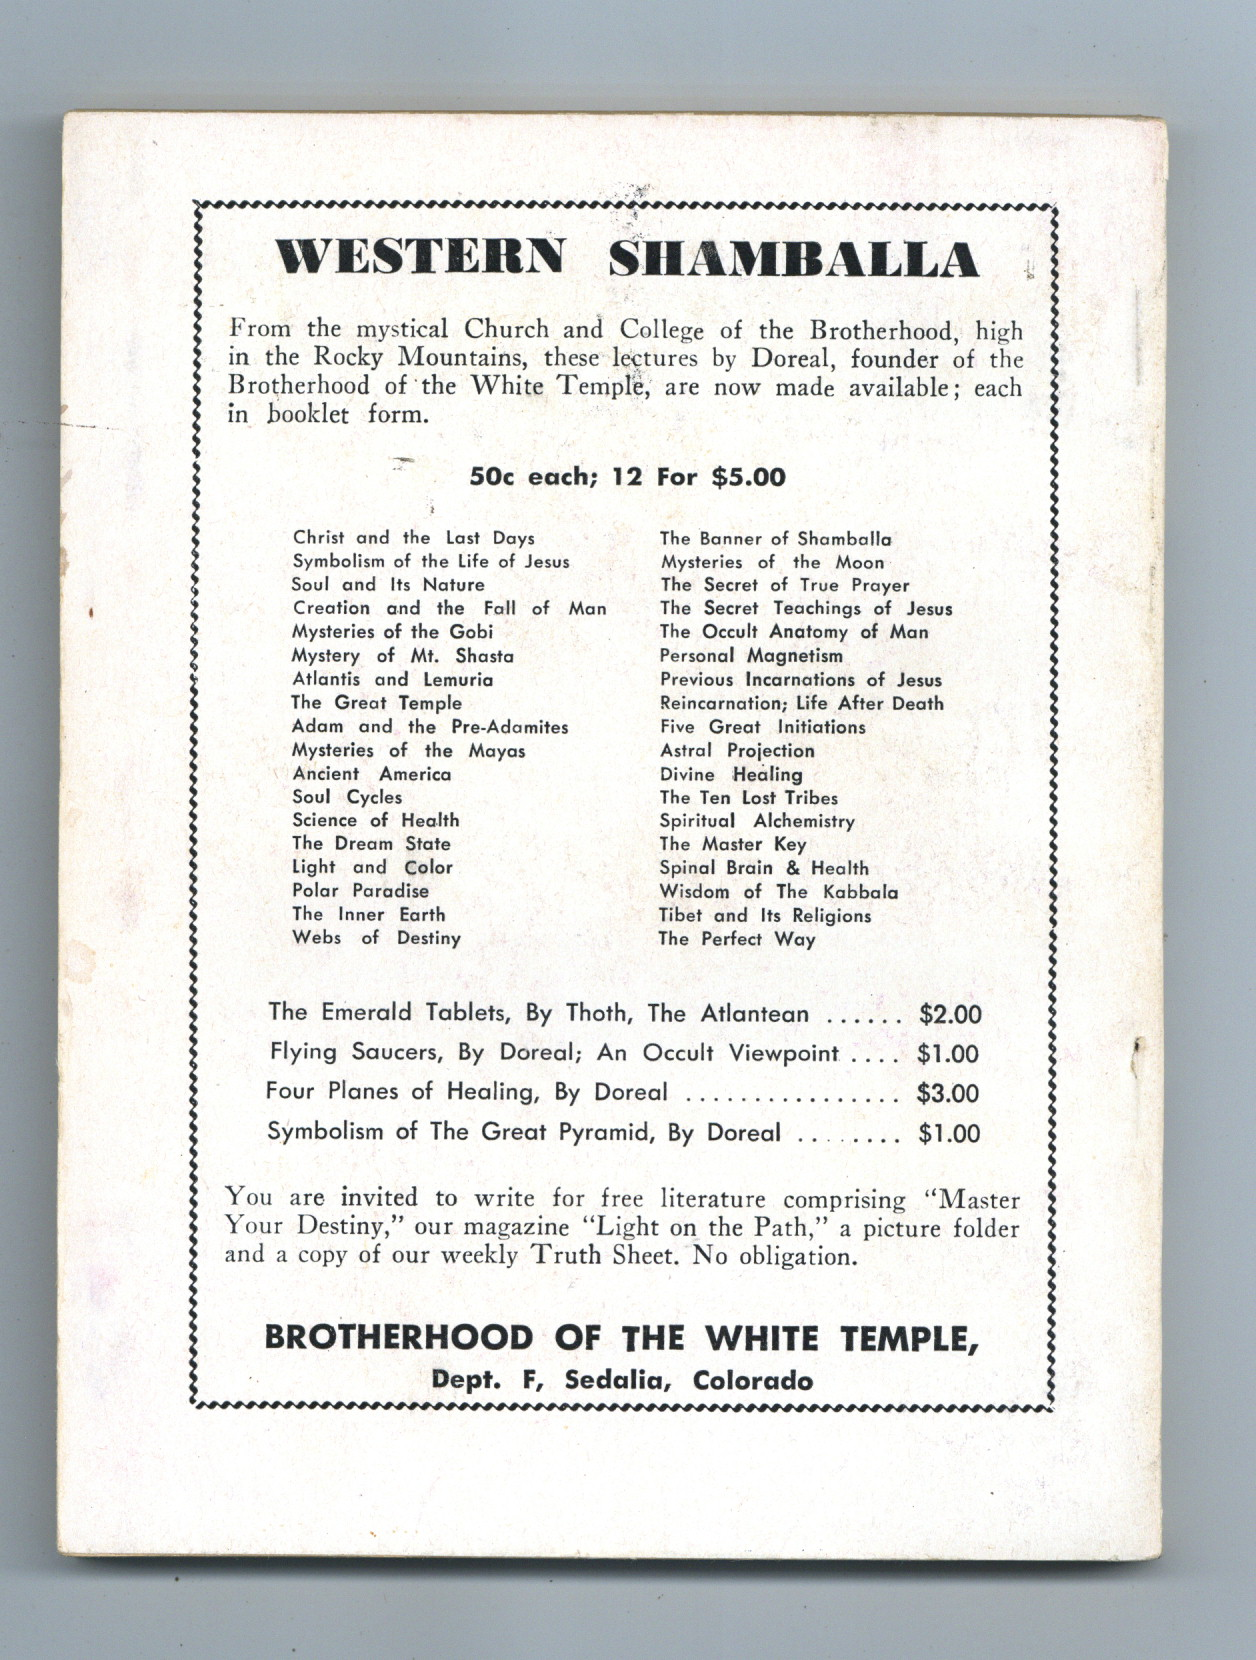 WESTERN SHAMBALLA
From the mystical Church and College of the Brotherhood, high
in the Rocky Mountains, these lectures by Doreal, founder of the
Brotherhood of the White Temple, are now made available; each
in booklet form.
50c each; 12 For $5.00
Christ and the Last Days
Symbolism of the Life of Jesus
Soul and Its Nature
Creation and the Fall of Man
Mysteries of the Gobi
Mystery of Mt. Shasta
Atlantis and Lemuria
The Great Temple
Adam and the Pre-Adamites
Mysteries of the Mayas
Ancient America
Soul Cycles
Science of Health
The Dream State
Light and Color
Polar Paradise
The Inner Earth
Webs of Destiny
The Banner of Shamballa
Mysteries of the Moon
The Secret of True Prayer
The Secret Teachings of Jesus
The Occult Anatomy of Man
Personal Magnetism
Previous Incarnations of Jesus
Reincarnation; Life After Death
Five Great Initiations
Astral Projection
Divine Healing
The Ten Lost Tribes
Spiritual Alchemistry
The Master Key
Spinal Brain & Health
Wisdom of The Kabbala
Tibet and Its Religions
The Perfect Way
The Emerald Tablets, By Thoth, The Atlantean ...... $2.00
Flying Saucers, By Doreal; An Occult Viewpoint .... $1.00
Four Planes of Healing, By Doreal ................ $3.00
Symbolism of The Great Pyramid, By Doreal ........ $1.00
You are invited to write for free literature comprising “Master
Your Destiny,” our magazine “Light on the Path,” a picture folder
and a copy of our weekly Truth Sheet. No obligation.
BROTHERHOOD OF THE WHITE TEMPLE,
Dept. F, Sedalia, Colorado